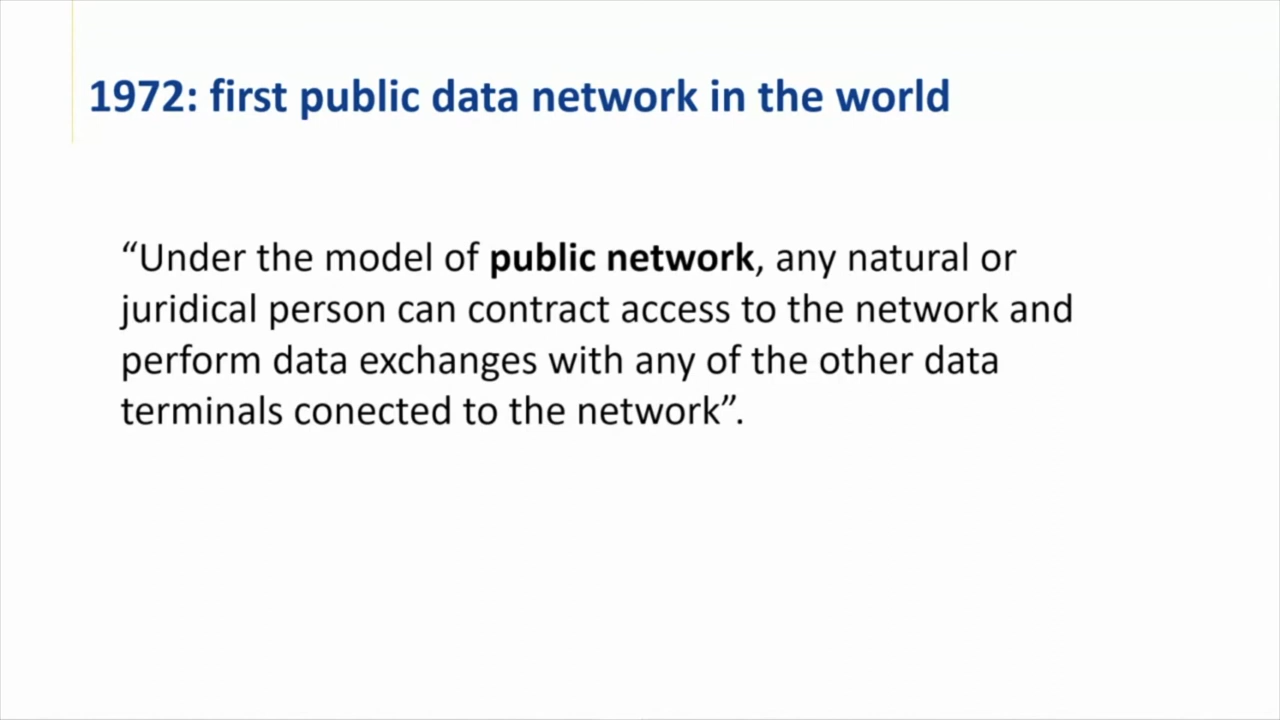 1972: first public data network in the world
“Under the model of public network, any natural or
juridical person can contract access to the network and
perform data exchanges with any of the other data
terminals conected to the network”.